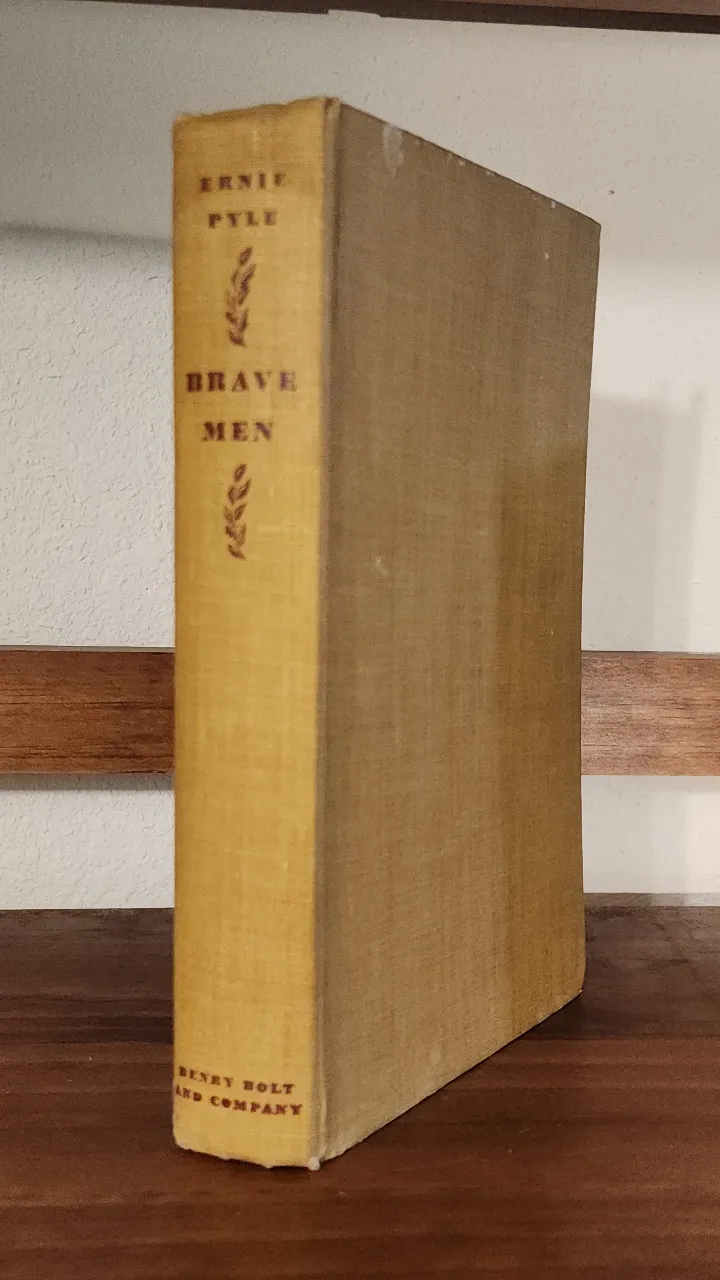 ERNIE
PYLE
BRAVE
MEN
HENRY HOLT
AND COMPANY